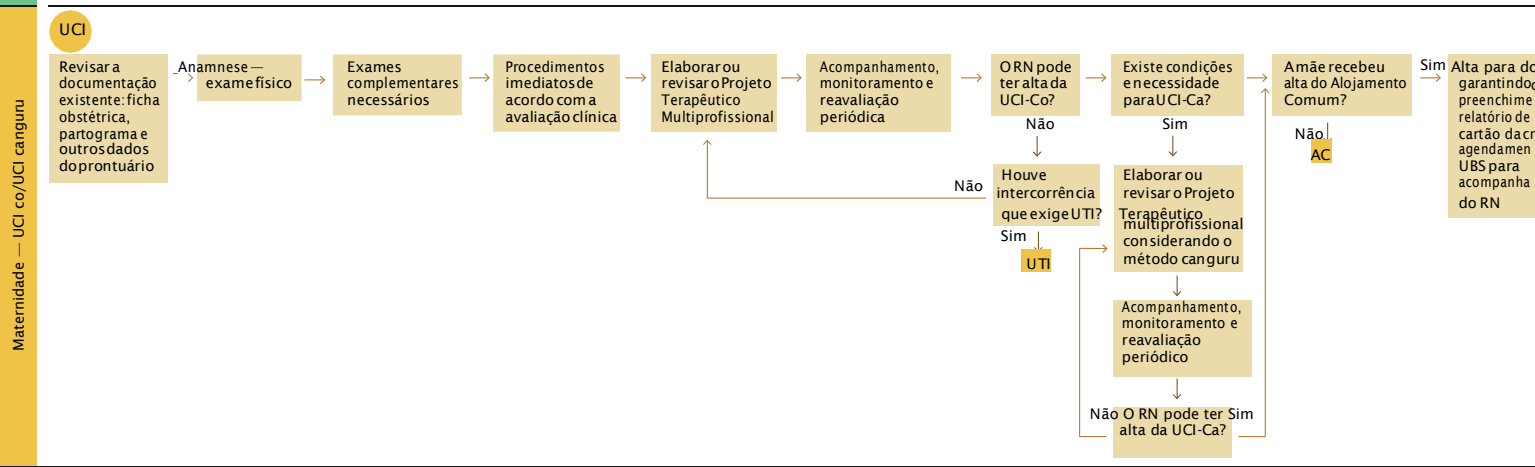 Maternidade — UCI co/UCI canguru
UCI
Revisar a
documentação
existente: ficha
obstétrica,
partograma e
outros dados
do prontuário
Anamnese —
exame físico
Exames
complementares
necessários
Procedimentos
imediatos de
acordo com a
avaliação clínica
Elaborar ou
revisar o Projeto
Terapêutico
Multiprofissional
Acompanhamento,
monitoramento e
reavaliação
periódica
O RN pode
ter alta da
UCI-Co?
Não
Houve
intercorrência
que exige UTI?
Não
Sim
UTI
Existe condições
e necessidade
para UCI-Ca?
Sim
Elaborar ou
revisar o Projeto
Terapêutico
multiprofissional
considerando o
método canguru
Acompanhamento,
monitoramento e
reavaliação
periódico
Não O RN pode ter Sim
alta da UCI-Ca?
A mãe recebeu
alta do Alojamento
Comum?
Não
AC
Sim
Alta para do
garantindo
preenchime
relatório de
cartão da cr
agendamen
UBS para
acompanha
do RN